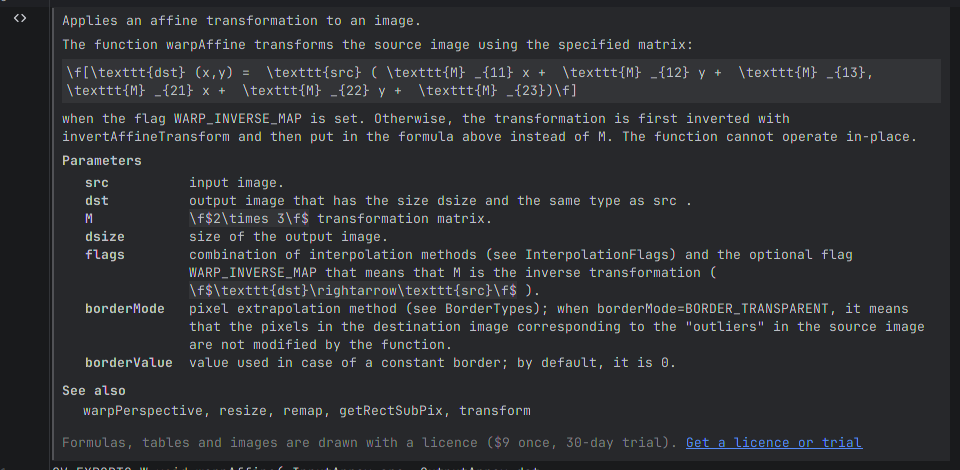 <>
Applies an affine transformation to an image.
The function warpAffine transforms the source image using the specified matrix:
\f[\texttt{dst} (x,y) =  \texttt{src} ( \texttt{M} _{11} x +  \texttt{M} _{12} y +  \texttt{M} _{13},
\texttt{M} _{21} x +  \texttt{M} _{22} y +  \texttt{M} _{23})\f]
when the flag WARP_INVERSE_MAP is set. Otherwise, the transformation is first inverted with
invertAffineTransform and then put in the formula above instead of M. The function cannot operate in-place.
Parameters
src input image.
dst output image that has the size dsize and the same type as src .
M \f$2\times 3\f$ transformation matrix.
dsize size of the output image.
flags combination of interpolation methods (see InterpolationFlags) and the optional flag
WARP_INVERSE_MAP that means that M is the inverse transformation (
\f$\texttt{dst}\rightarrow\texttt{src}\f$ ).
borderMode pixel extrapolation method (see BorderTypes); when borderMode=BORDER_TRANSPARENT, it means
that the pixels in the destination image corresponding to the "outliers" in the source image
are not modified by the function.
borderValue value used in case of a constant border; by default, it is 0.
See also
warpPerspective, resize, remap, getRectSubPix, transform
Formulas, tables and images are drawn with a licence ($9 once, 30-day trial). Get a licence or trial